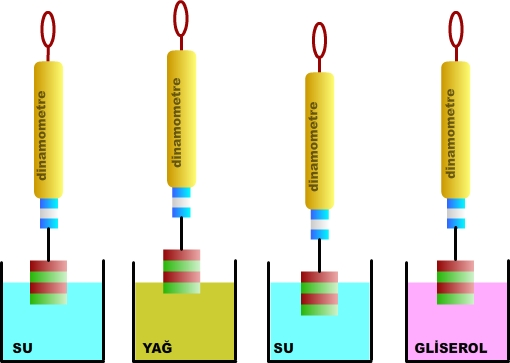 dinamometre
dinamometre
dinamometre
dinamometre
SU
YAĞ
SU
GLİSEROL